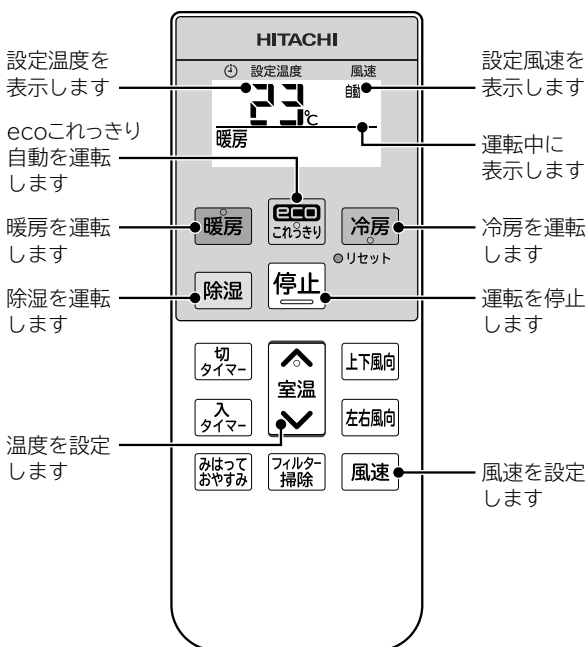 HITACHI
設定温度 風速
自動
23℃
暖房
暖房
eco
これっきり
冷房
リセット
除湿
停止
切
タイマー
室温
上下風向
入
タイマー
左右風向
みはって
おやすみ
フィルター
掃除
風速
設定温度を
表示します
ecoこれっきり
自動を運転
します
暖房を運転
します
除湿を運転
します
温度を設定
します
設定風速を
表示します
運転中に
表示します
冷房を運転
します
運転を停止
します
風速を設定
します